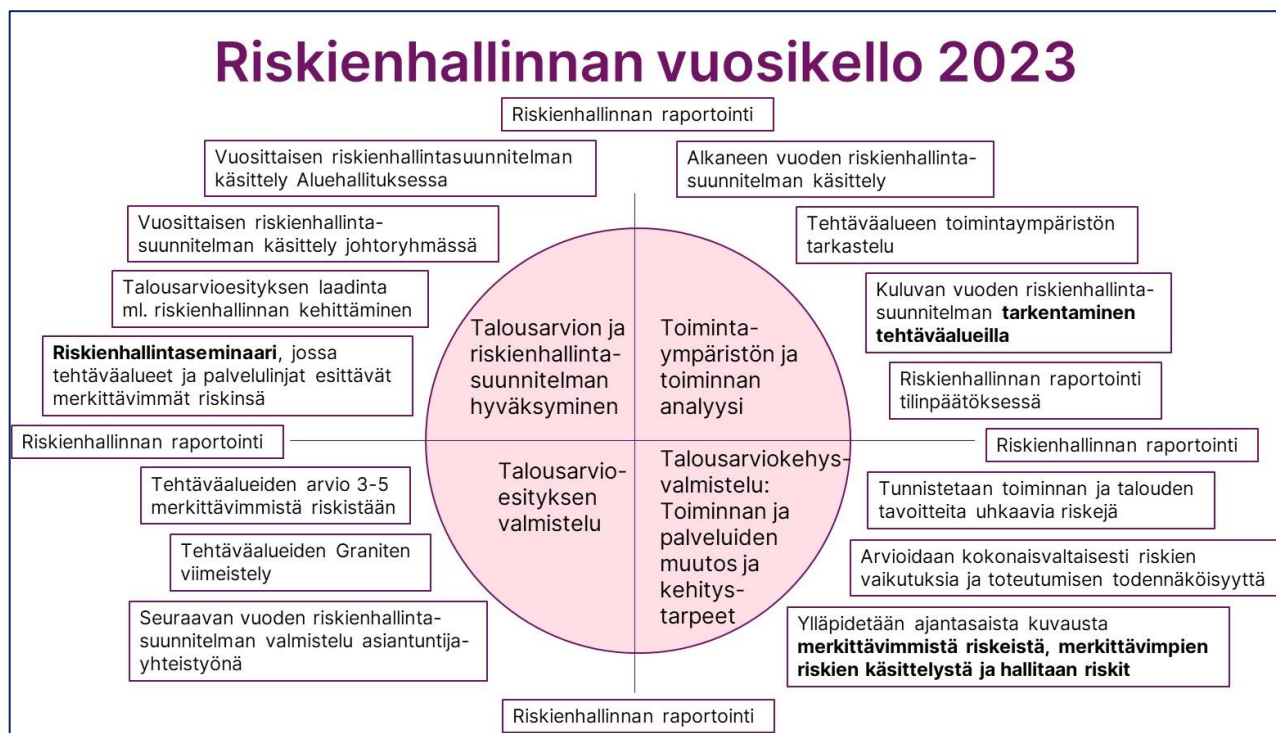 Riskienhallinnan vuosikello 2023
Riskienhallinnan raportointi
Vuosittaisen riskienhallintasuunnitelman
käsittely Aluehallituksessa
Alkaneen vuoden riskienhallinta-
suunnitelman käsittely
Vuosittaisen riskienhallinta-
suunnitelman käsittely johtoryhmässä
Tehtäväalueen toimintaympäristön
tarkastelu
Talousarvioesityksen laadinta
ml. riskienhallinnan kehittäminen
Kuluvan vuoden riskienhallinta-
suunnitelman tarkentaminen
tehtäväalueilla
Riskienhallintaseminaari, jossa
tehtäväalueet ja palvelulinjat esittävät
merkittävimmät riskinsä
Talousarvion ja
riskienhallinta-
suunnitelman
hyväksyminen
Toiminta-
ympäristön ja
toiminnan
analyysi
Riskienhallinnan raportointi
tilinpäätöksessä
Riskienhallinnan raportointi
Riskienhallinnan raportointi
Tehtäväalueiden arvio 3-5
merkittävimmistä riskistään
Talousarvio-
esityksen
valmistelu
Talousarviokehys-
valmistelu:
Toiminnan ja
palveluiden
muutos ja
kehitys-
tarpeet
Tunnistetaan toiminnan ja talouden
tavoitteita uhkaavia riskejä
Tehtäväalueiden Graniten
viimeistely
Arvioidaan kokonaisvaltaisesti riskien
vaikutuksia ja toteutumisen todennäköisyyttä
Seuraavan vuoden riskienhallinta-
suunnitelman valmistelu asiantuntija-
yhteistyönä
Ylläpidetään ajantasaista kuvausta
merkittävimmistä riskeistä, merkittävimpien
riskien käsittelystä ja hallitaan riskit
Riskienhallinnan raportointi